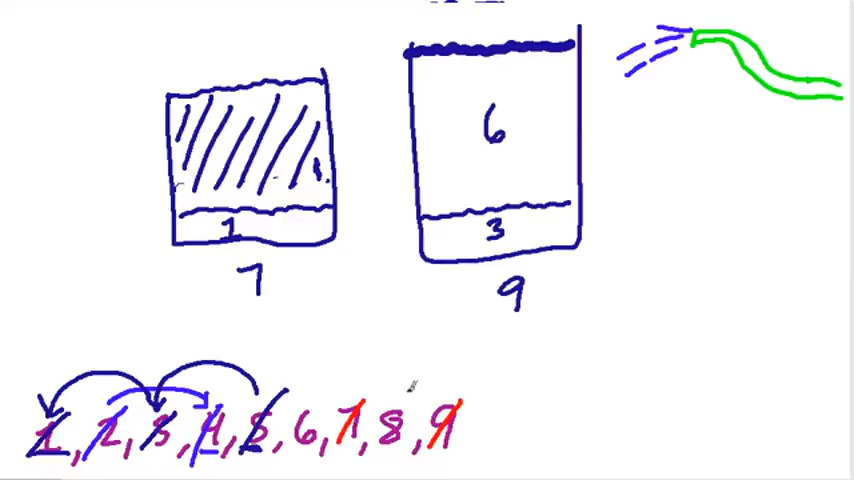 6
1 3
7 9
1, 2, 3, 4, 5, 6, 7, 8, 9